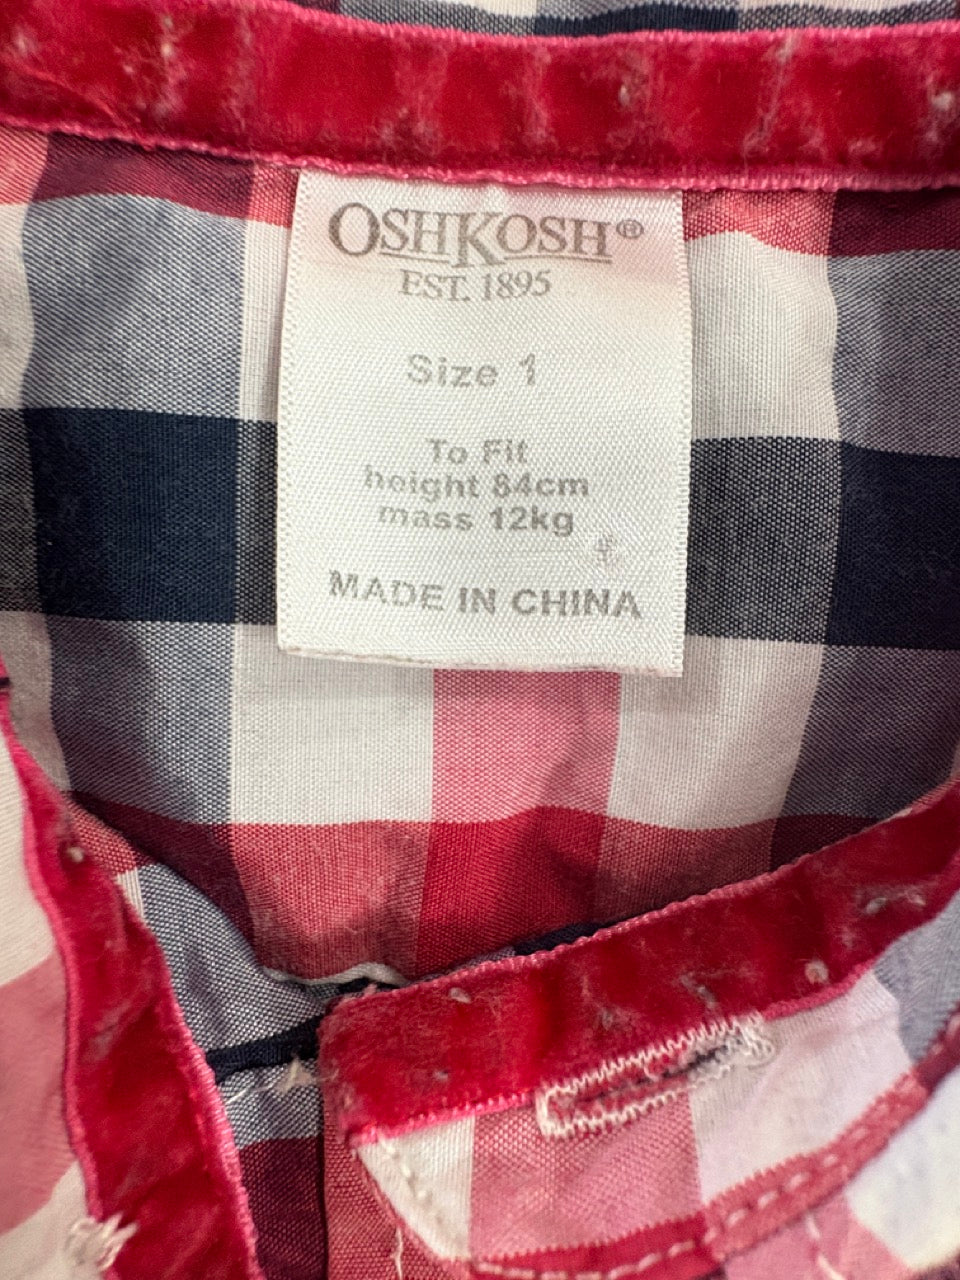 OSHKOSH®
EST. 1895
Size 1
To Fit
height 84cm
mass 12kg
MADE IN CHINA